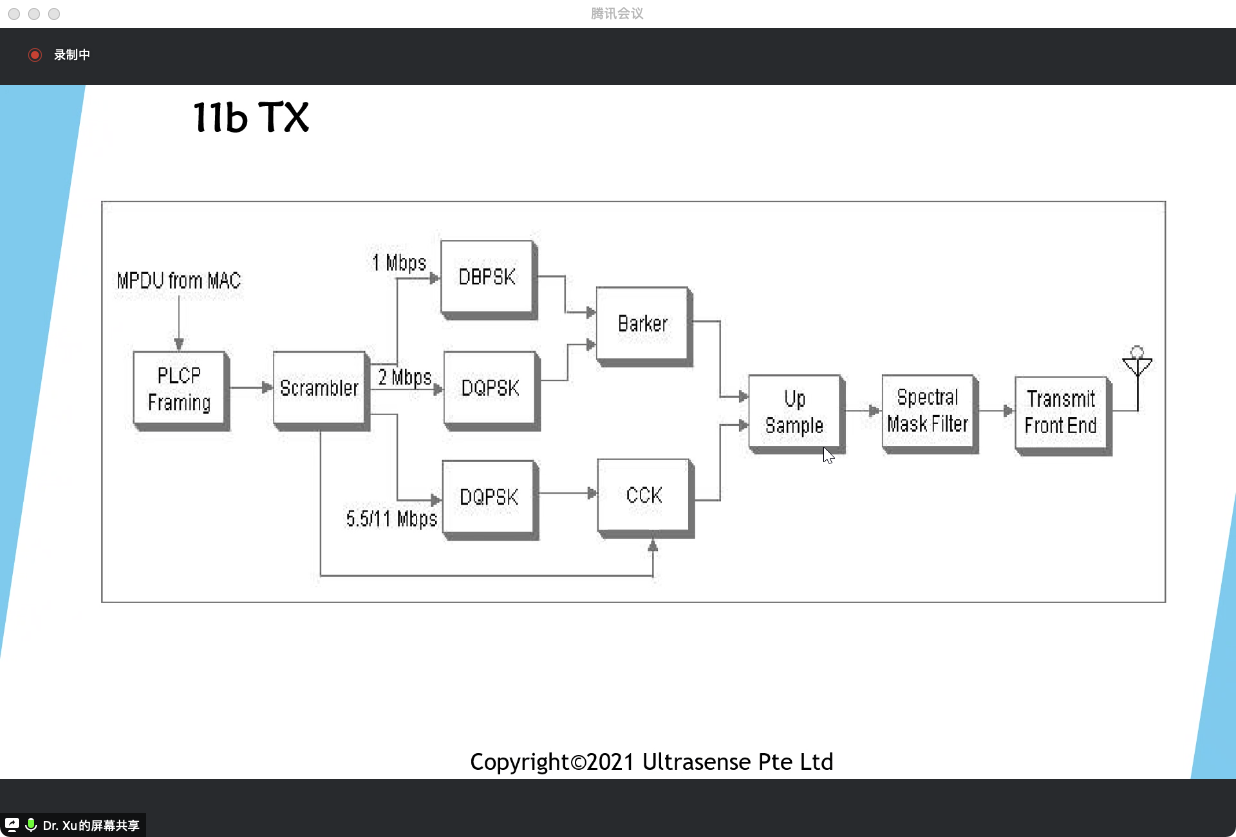 腾讯会议
录制中
11b TX
1 Mbps
DBPSK
MPDU from MAC
Barker
PLCP
Framing
Scrambler
2 Mbps
DQPSK
Up
Sample
Spectral
Mask Filter
Transmit
Front End
DQPSK
CCK
5.5/11 Mbps
Copyright©2021 Ultrasense Pte Ltd
Dr. Xu的屏幕共享